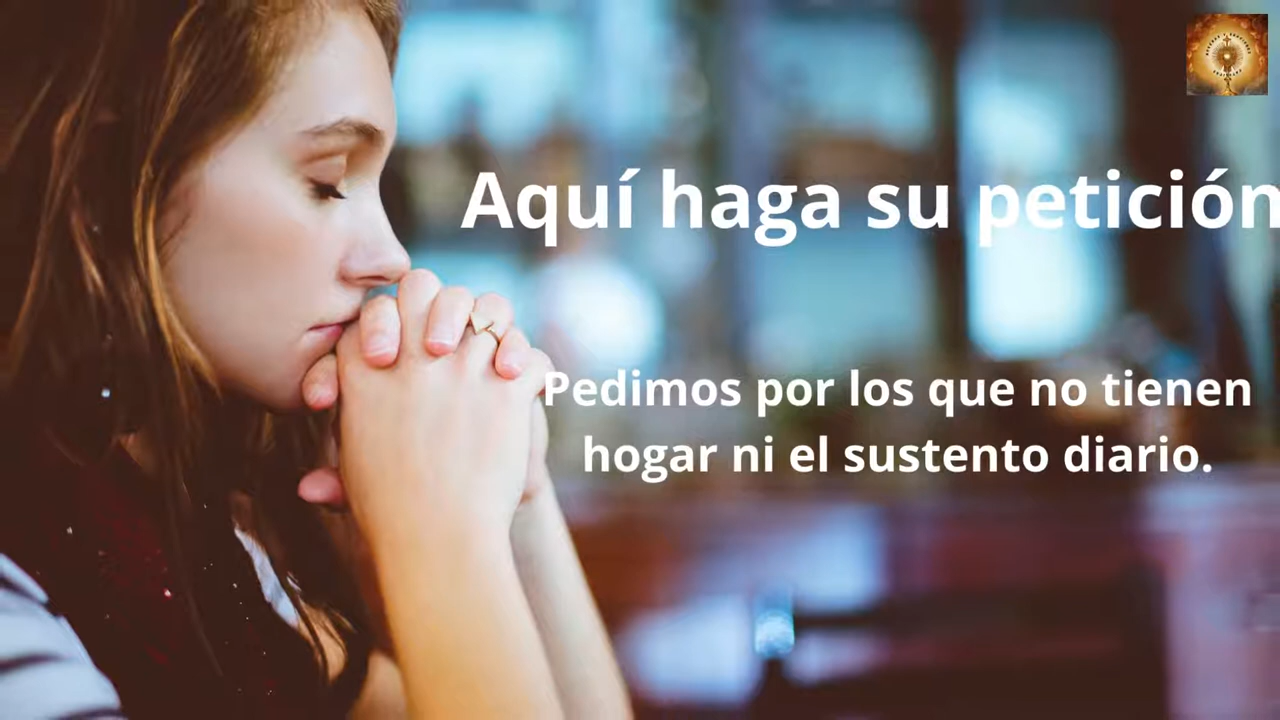 Aquí haga su petición
Pedimos por los que no tienen
hogar ni el sustento diario.